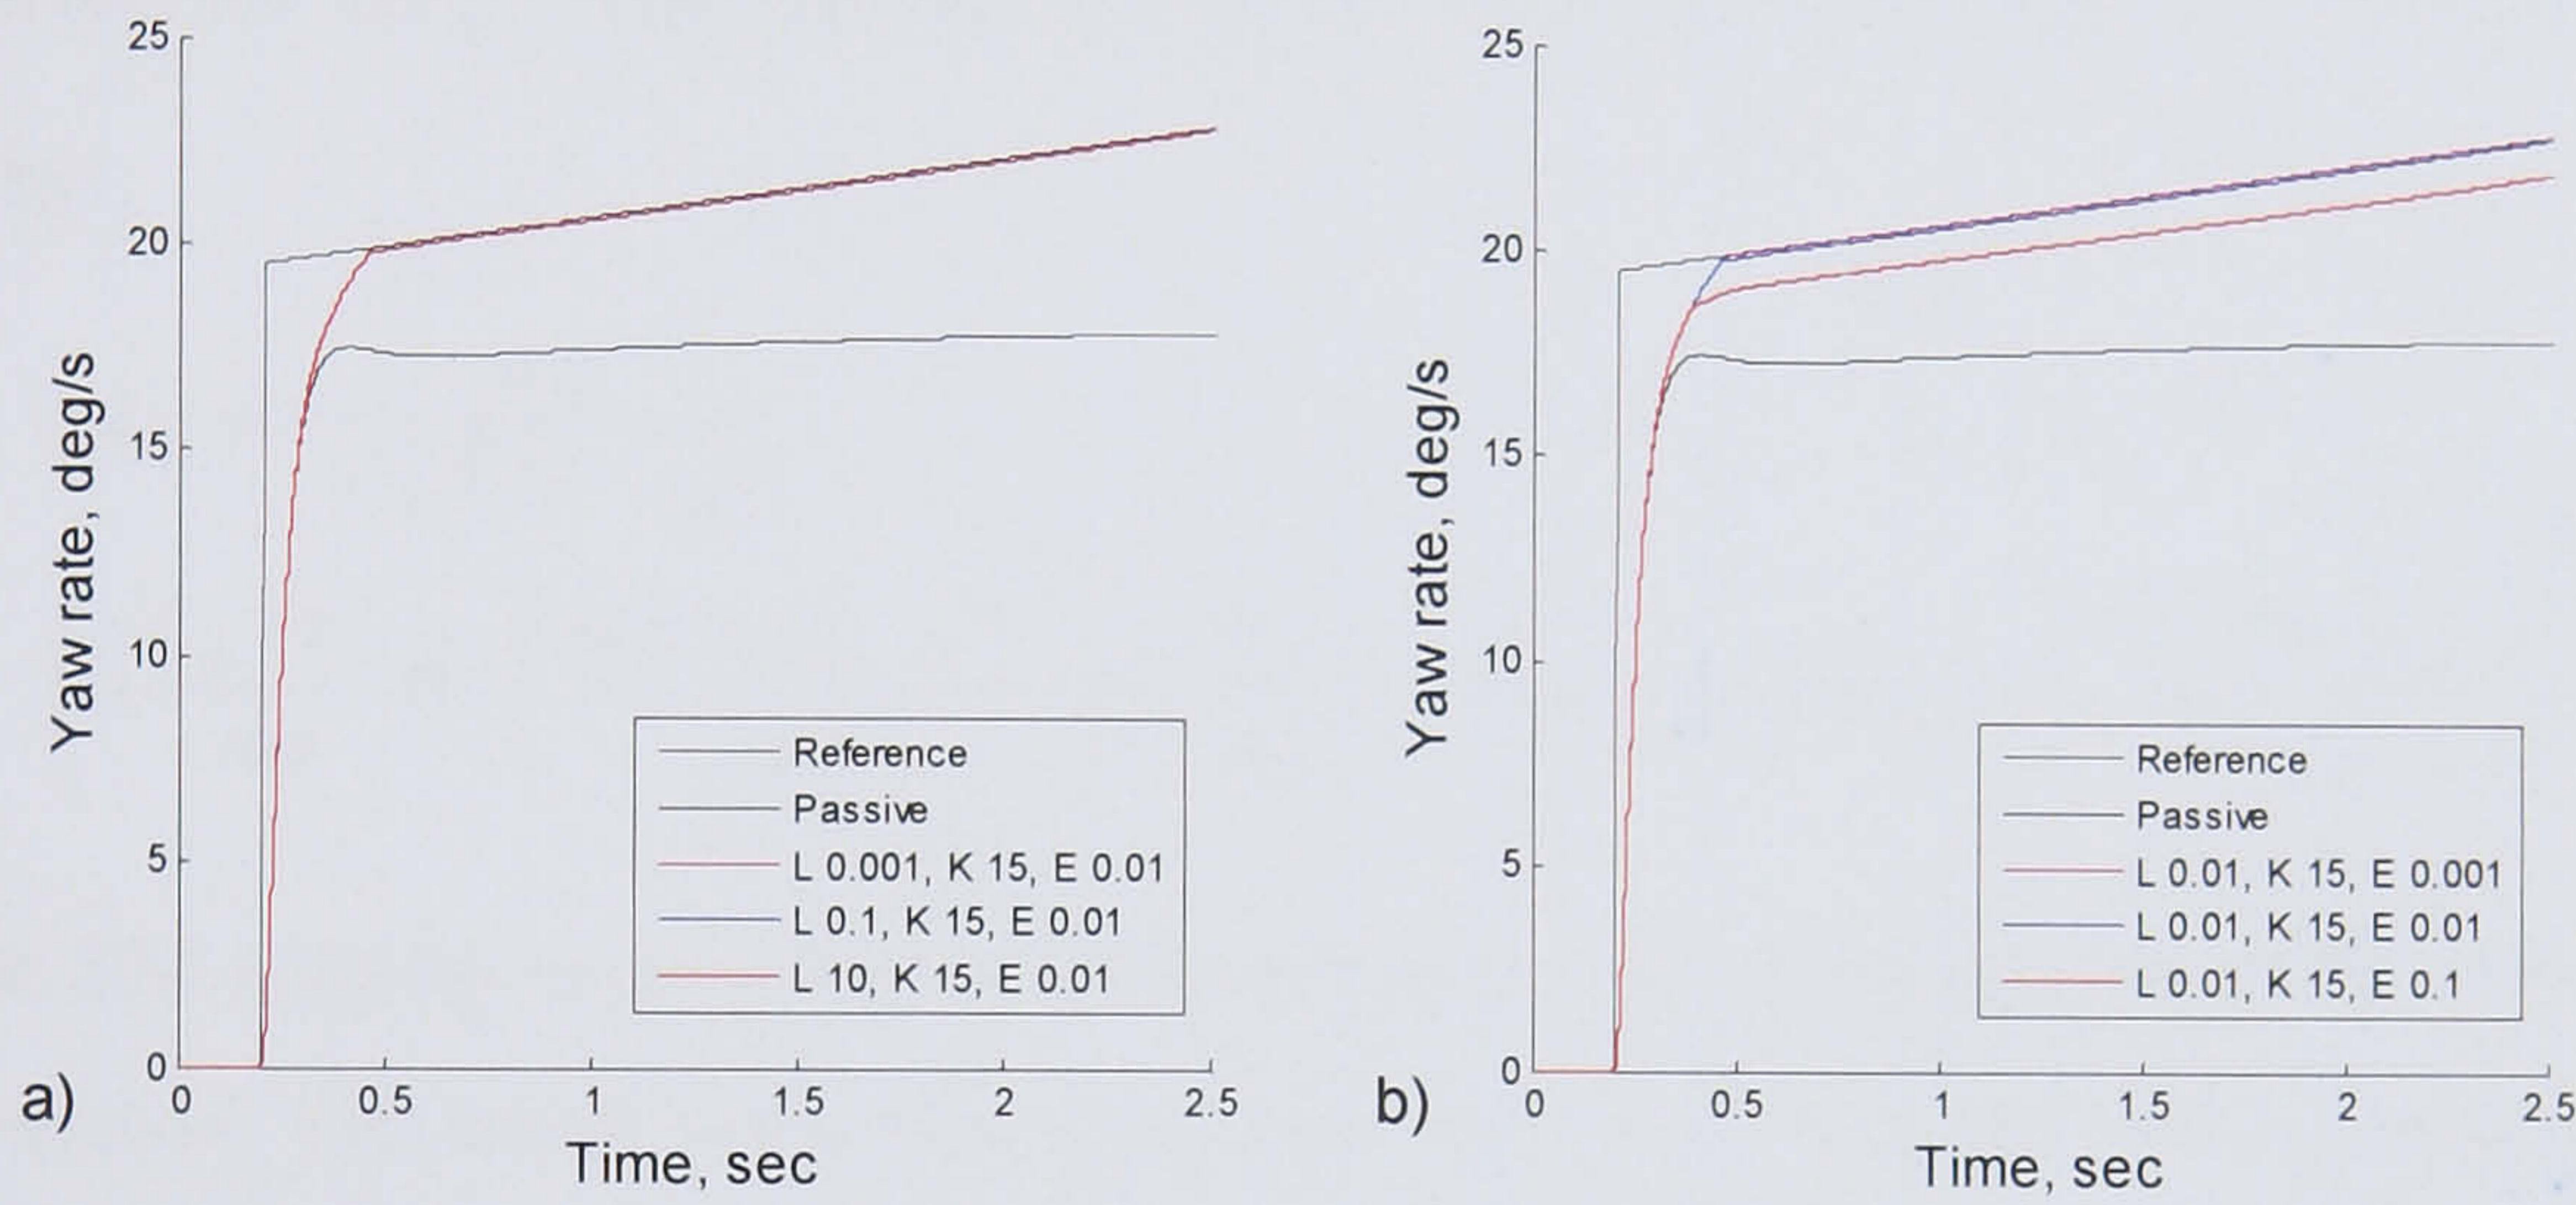 25
20
15
10
5
0
0 0.5 1 1.5 2 2.5
Yaw rate, deg/s
Time, sec
Reference
Passive
L 0.001, K 15, E 0.01
L 0.1, K 15, E 0.01
L 10, K 15, E 0.01
a)
25
20
15
10
5
0
0 0.5 1 1.5 2 2.5
Yaw rate, deg/s
Time, sec
Reference
Passive
L 0.01, K 15, E 0.001
L 0.01, K 15, E 0.01
L 0.01, K 15, E 0.1
b)